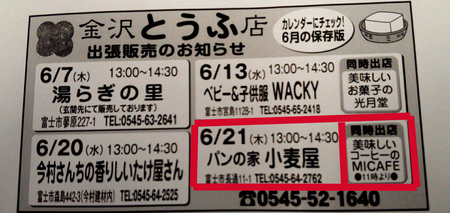 金沢とうふ店
出張販売のお知らせ
カレンダーにチェック!
6月の保存版
6/7(木) 13:00〜14:30
湯らぎの里
(玄関先にて販売しております)
富士市蓼原227-1 TEL:0545-63-2641
6/13(水) 13:00〜14:30
ベビー&子供服 WACKY
富士市宮島1128-1 TEL:0545-65-2418
同時出店
美味しい
お菓子の
光月堂
6/20(水) 13:00〜14:30
今村さんちの香りしいたけ屋さん
富士市森島442-3(今村建材内) TEL:0545-64-2525
6/21(木) 13:00〜14:30
パンの家 小麦屋
富士市長通11-1 TEL:0545-64-2762
同時出店
美味しい
コーヒーの
MICAFE
●11時より●
☎0545-52-1640